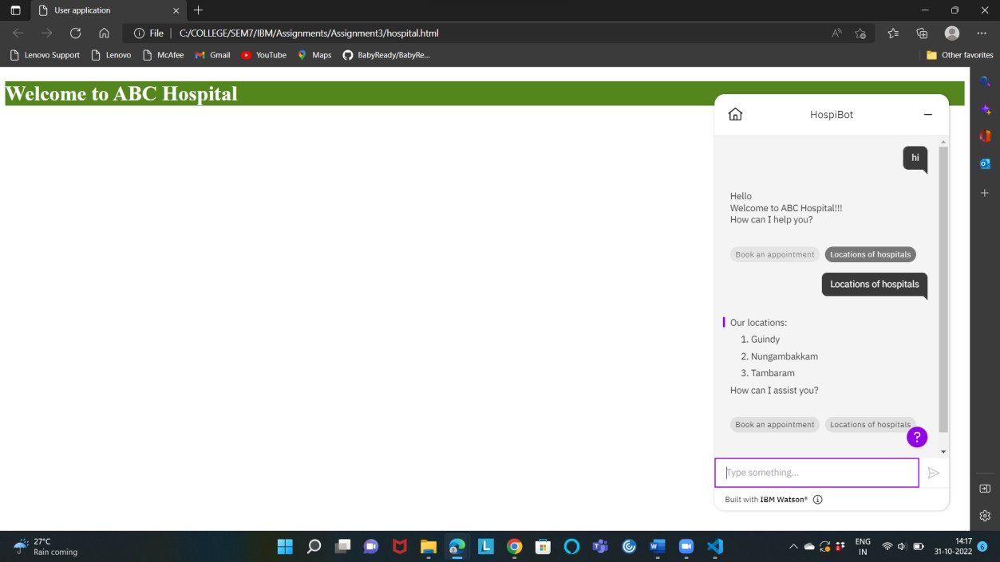 User application
File
C:/COLLEGE/SEM7/IBM/Assignments/Assignment3/hospital.html
Lenovo Support
Lenovo
McAfee
Gmail
YouTube
Maps
BabyReady/BabyRe...
Other favorites
Welcome to ABC Hospital
HospiBot
hi
Hello
Welcome to ABC Hospital!!!
How can I help you?
Book an appointment
Locations of hospitals
Locations of hospitals
Our locations:
1. Guindy
2. Nungambakkam
3. Tambaram
How can I assist you?
Book an appointment
Locations of hospitals
?
Type something...
Built with IBM Watson®
27°C
Rain coming
ENG
IN
14:17
31-10-2022
6